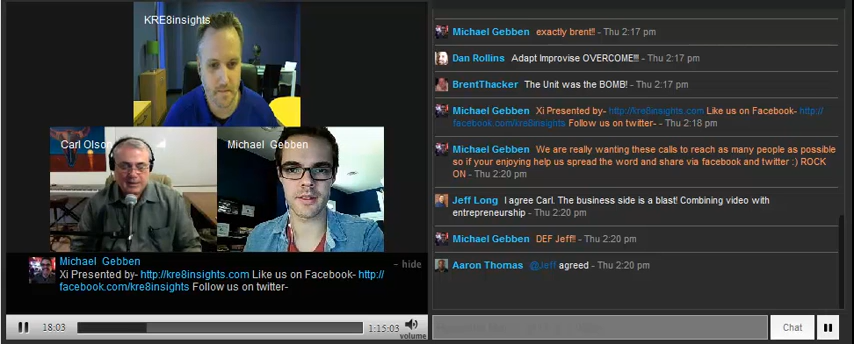 KRE8insights
Carl Olson
Michael Gebben
Michael Gebben
Xi Presented by- http://kre8insights.com Like us on Facebook- http://
facebook.com/kre8insights Follow us on twitter-
– hide
18:03
1:15:03
volume
Michael Gebben exactly brent!! - Thu 2:17 pm
Dan Rollins Adapt Improvise OVERCOME!!! - Thu 2:17 pm
BrentThacker The Unit was the BOMB! - Thu 2:17 pm
Michael Gebben Xi Presented by- http://kre8insights.com Like us on Facebook- http://
facebook.com/kre8insights Follow us on twitter- - Thu 2:18 pm
Michael Gebben We are really wanting these calls to reach as many people as possible
so if your enjoying help us spread the word and share via facebook and twitter :) ROCK
ON - Thu 2:20 pm
Jeff Long I agree Carl. The business side is a blast! Combining video with
entrepreneurship - Thu 2:20 pm
Michael Gebben DEF Jeff!! - Thu 2:20 pm
Aaron Thomas @Jeff agreed - Thu 2:20 pm
Chat